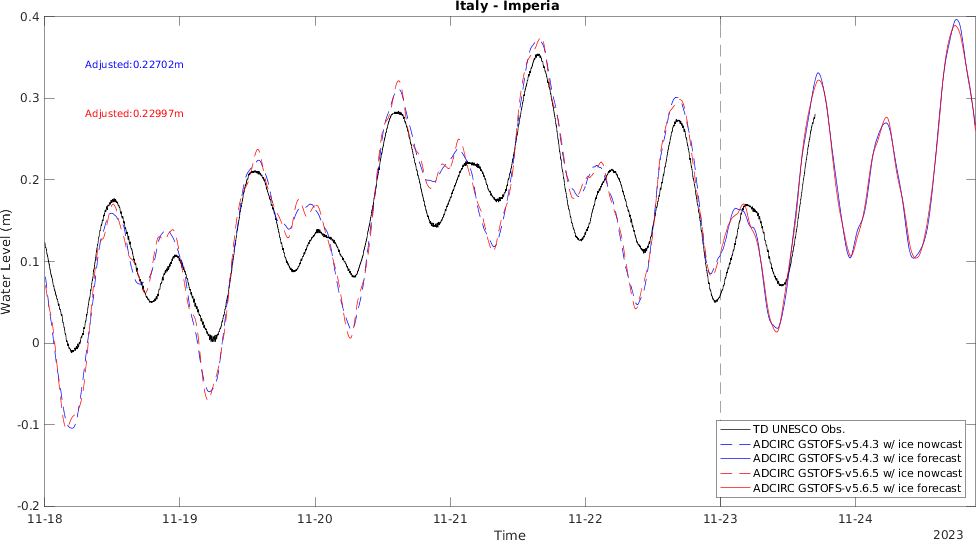 Italy - Imperia
Adjusted:0.22702m
Adjusted:0.22997m
Water Level (m)
0.4
0.3
0.2
0.1
0
-0.1
-0.2
TD UNESCO Obs.
ADCIRC GSTOFS-v5.4.3 w/ ice nowcast
ADCIRC GSTOFS-v5.4.3 w/ ice forecast
ADCIRC GSTOFS-v5.6.5 w/ ice nowcast
ADCIRC GSTOFS-v5.6.5 w/ ice forecast
11-18 11-19 11-20 11-21 11-22 11-23 11-24
Time
2023